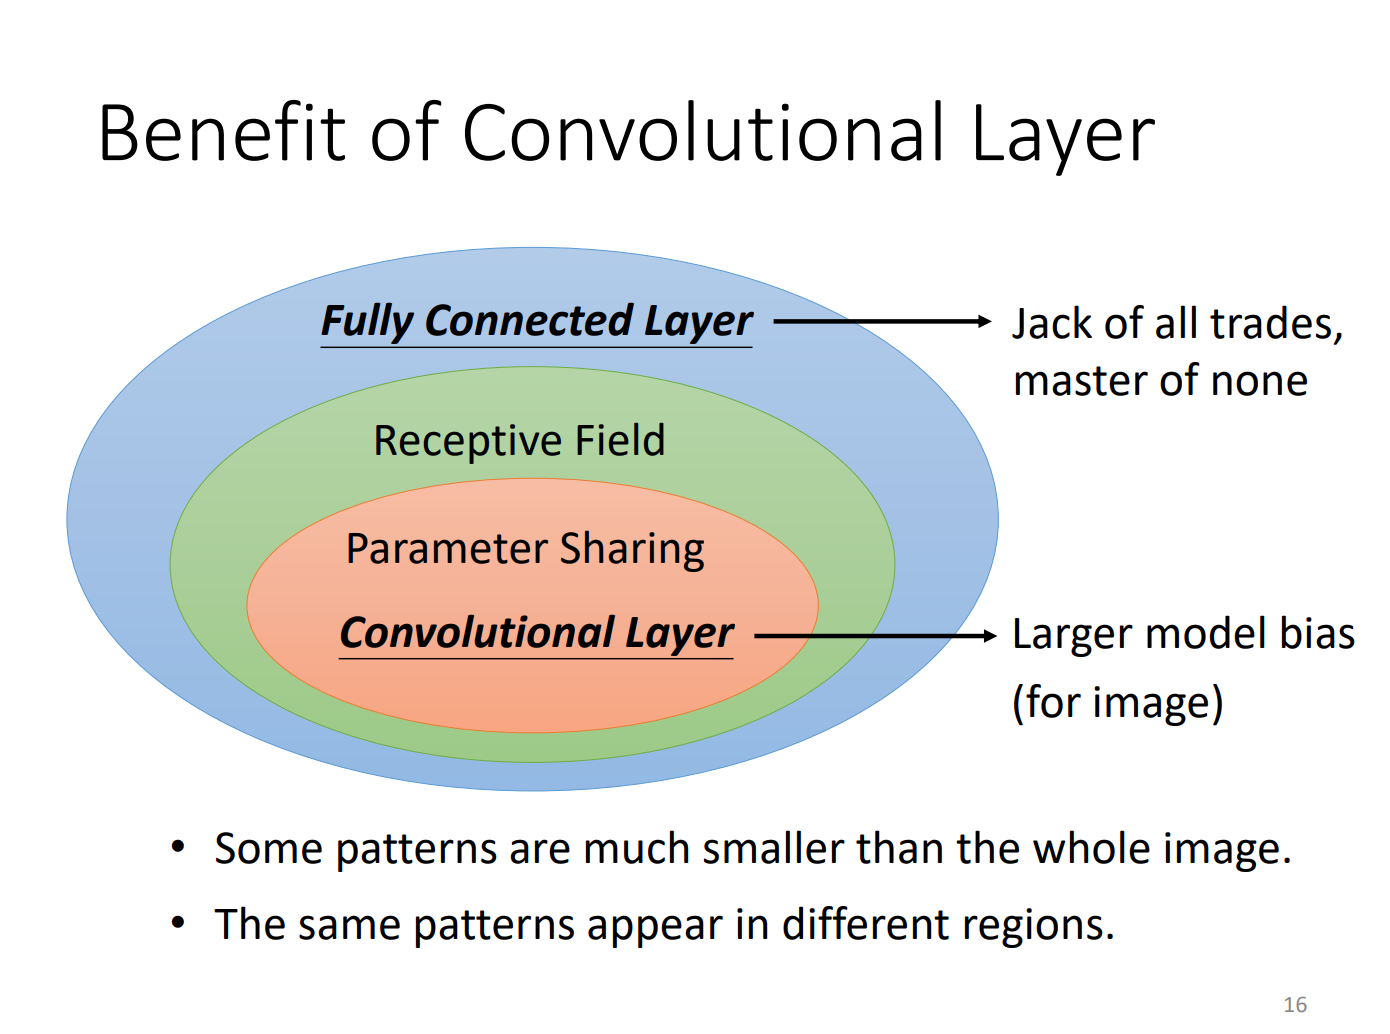 Benefit of Convolutional Layer
Fully Connected Layer
Jack of all trades,
master of none
Receptive Field
Parameter Sharing
Convolutional Layer
Larger model bias
(for image)
• Some patterns are much smaller than the whole image.
• The same patterns appear in different regions.
16